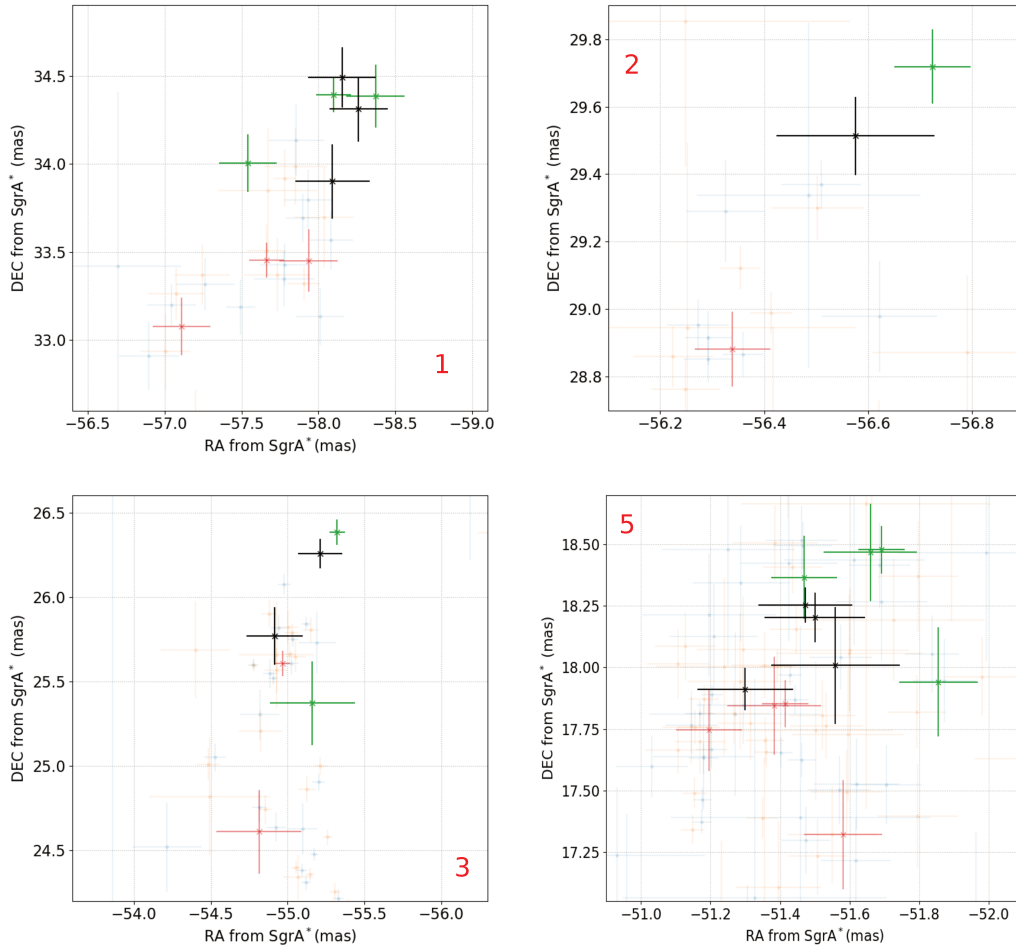 34.5
34.0
33.5
33.0
DEC from SgrA* (mas)
1
−56.5 −57.0 −57.5 −58.0 −58.5 −59.0
RA from SgrA* (mas)
29.8
29.6
29.4
29.2
29.0
28.8
DEC from SgrA* (mas)
2
−56.2 −56.4 −56.6 −56.8
RA from SgrA* (mas)
26.5
26.0
25.5
25.0
24.5
DEC from SgrA* (mas)
3
−54.0 −54.5 −55.0 −55.5 −56.0
RA from SgrA* (mas)
5
18.50
18.25
18.00
17.75
17.50
17.25
DEC from SgrA* (mas)
−51.0 −51.2 −51.4 −51.6 −51.8 −52.0
RA from SgrA* (mas)